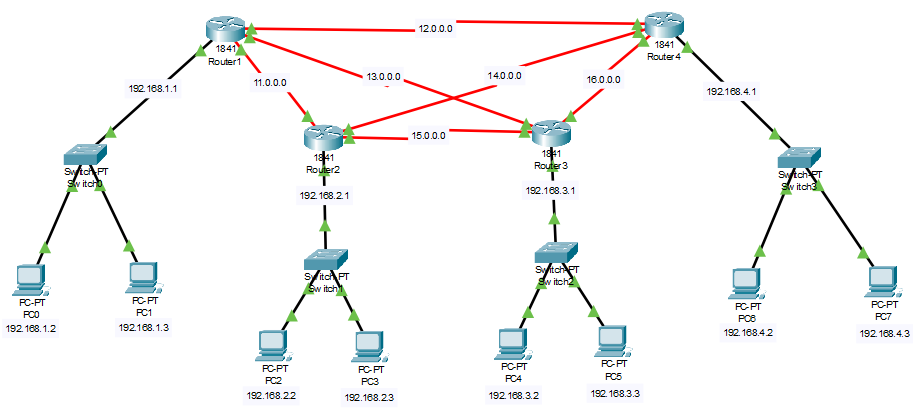 12.0.0.0
1841
Router1
1841
Router4
13.0.0.0
14.0.0.0
16.0.0.0
11.0.0.0
192.168.1.1
192.168.4.1
15.0.0.0
1841
Router2
1841
Router3
Switch-PT
Switch0
Switch-PT
Switch3
192.168.2.1
192.168.3.1
Switch-PT
Switch1
Switch-PT
Switch2
PC-PT
PC0
192.168.1.2
PC-PT
PC1
192.168.1.3
PC-PT
PC6
192.168.4.2
PC-PT
PC7
192.168.4.3
PC-PT
PC2
192.168.2.2
PC-PT
PC3
192.168.2.3
PC-PT
PC4
192.168.3.2
PC-PT
PC5
192.168.3.3